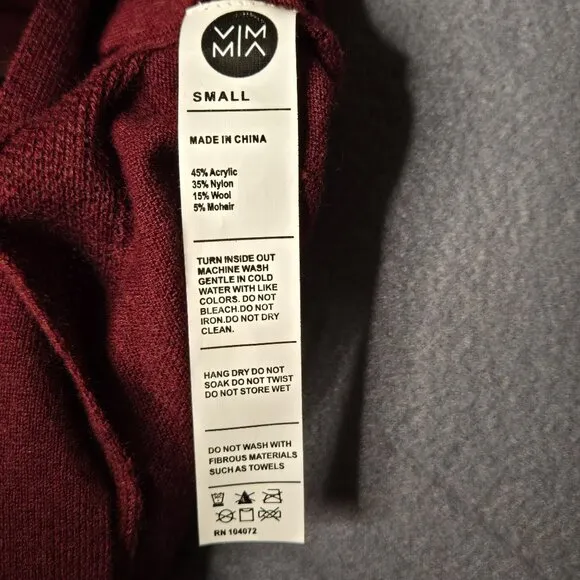 VIM
MIA
SMALL
MADE IN CHINA
45% Acrylic
35% Nylon
15% Wool
5% Mohair
TURN INSIDE OUT
MACHINE WASH
GENTLE IN COLD
WATER WITH LIKE
COLORS. DO NOT
BLEACH.DO NOT
IRON.DO NOT DRY
CLEAN.
HANG DRY DO NOT
SOAK DO NOT TWIST
DO NOT STORE WET
DO NOT WASH WITH
FIBROUS MATERIALS
SUCH AS TOWELS
RN 104072